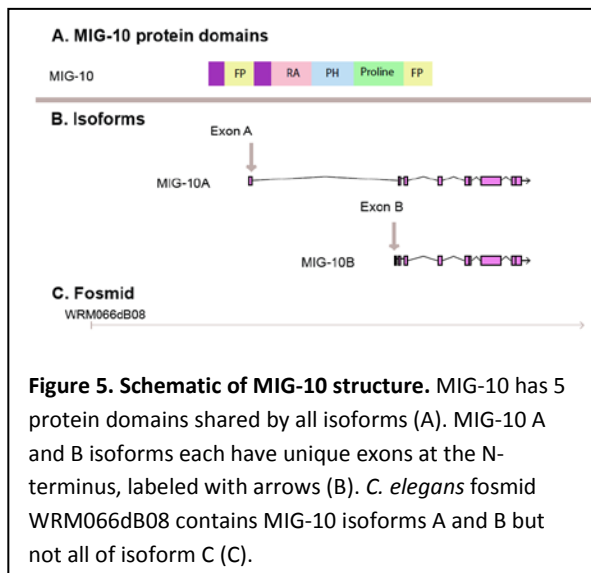 A. MIG-10 protein domains
MIG-10 FP RA PH Proline FP
B. Isoforms
Exon A
MIG-10A
Exon B
MIG-10B
C. Fosmid
WRM066dB08
Figure 5. Schematic of MIG-10 structure. MIG-10 has 5
protein domains shared by all isoforms (A). MIG-10 A
and B isoforms each have unique exons at the N-
terminus, labeled with arrows (B). C. elegans fosmid
WRM066dB08 contains MIG-10 isoforms A and B but
not all of isoform C (C).